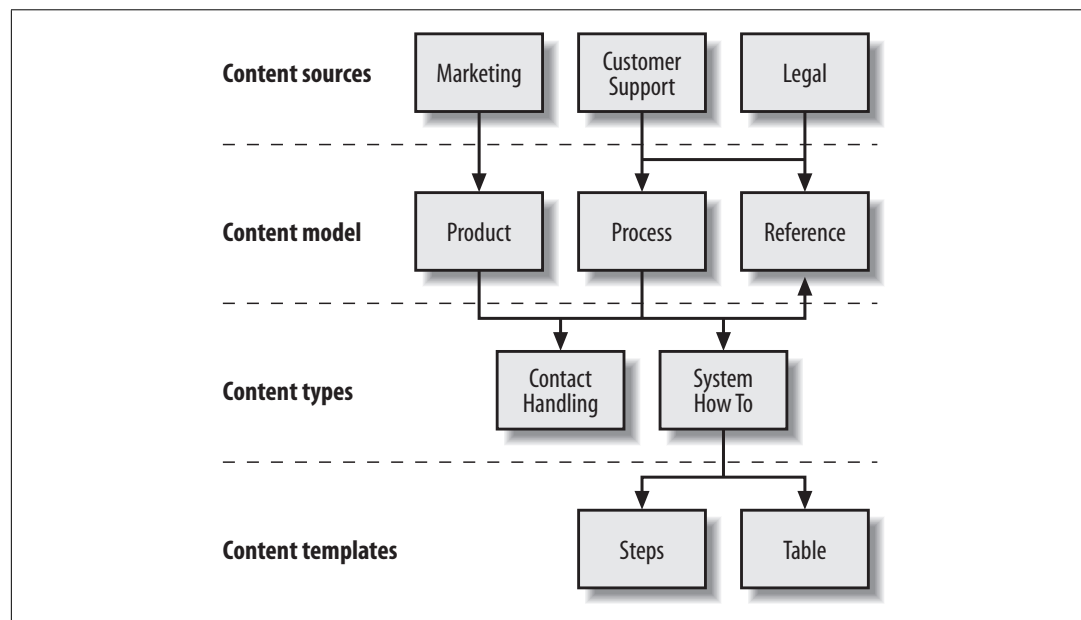 Content sources
Marketing
Customer
Support
Legal
Content model
Product
Process
Reference
Content types
Contact
Handling
System
How To
Content templates
Steps
Table